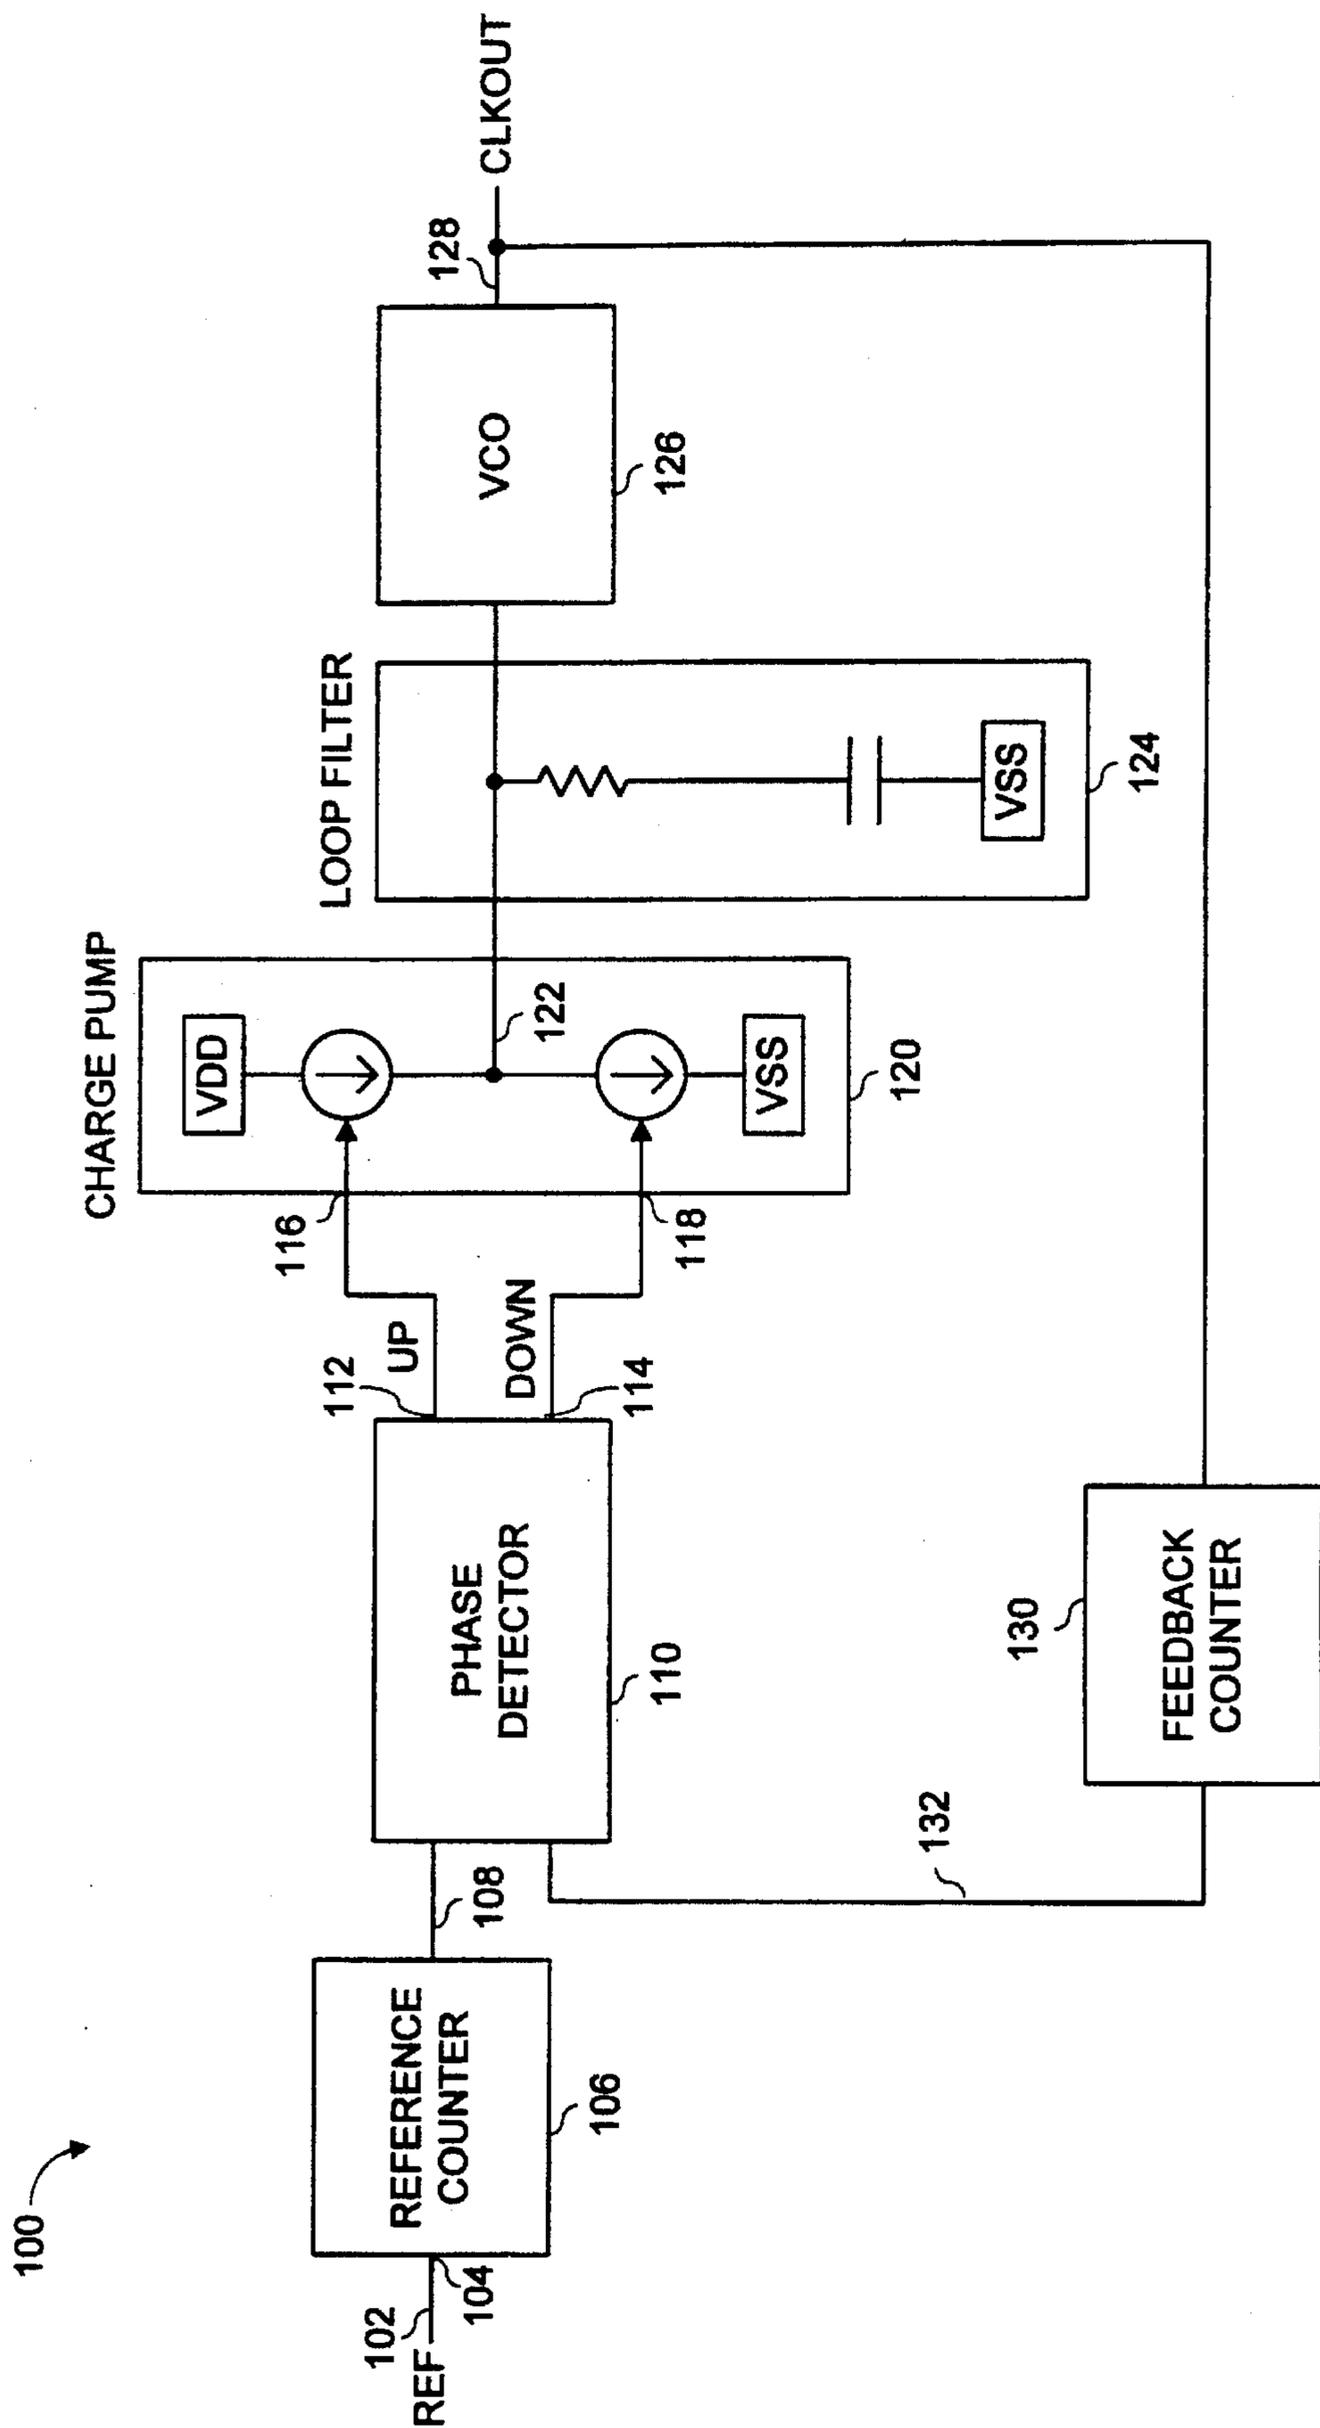 100
REF
102
104
REFERENCE
COUNTER
106
108
PHASE
DETECTOR
110
112
UP
DOWN
114
116
118
CHARGE PUMP
VDD
VSS
120
122
LOOP FILTER
VSS
124
VCO
126
128
CLKOUT
FEEDBACK
COUNTER
130
132